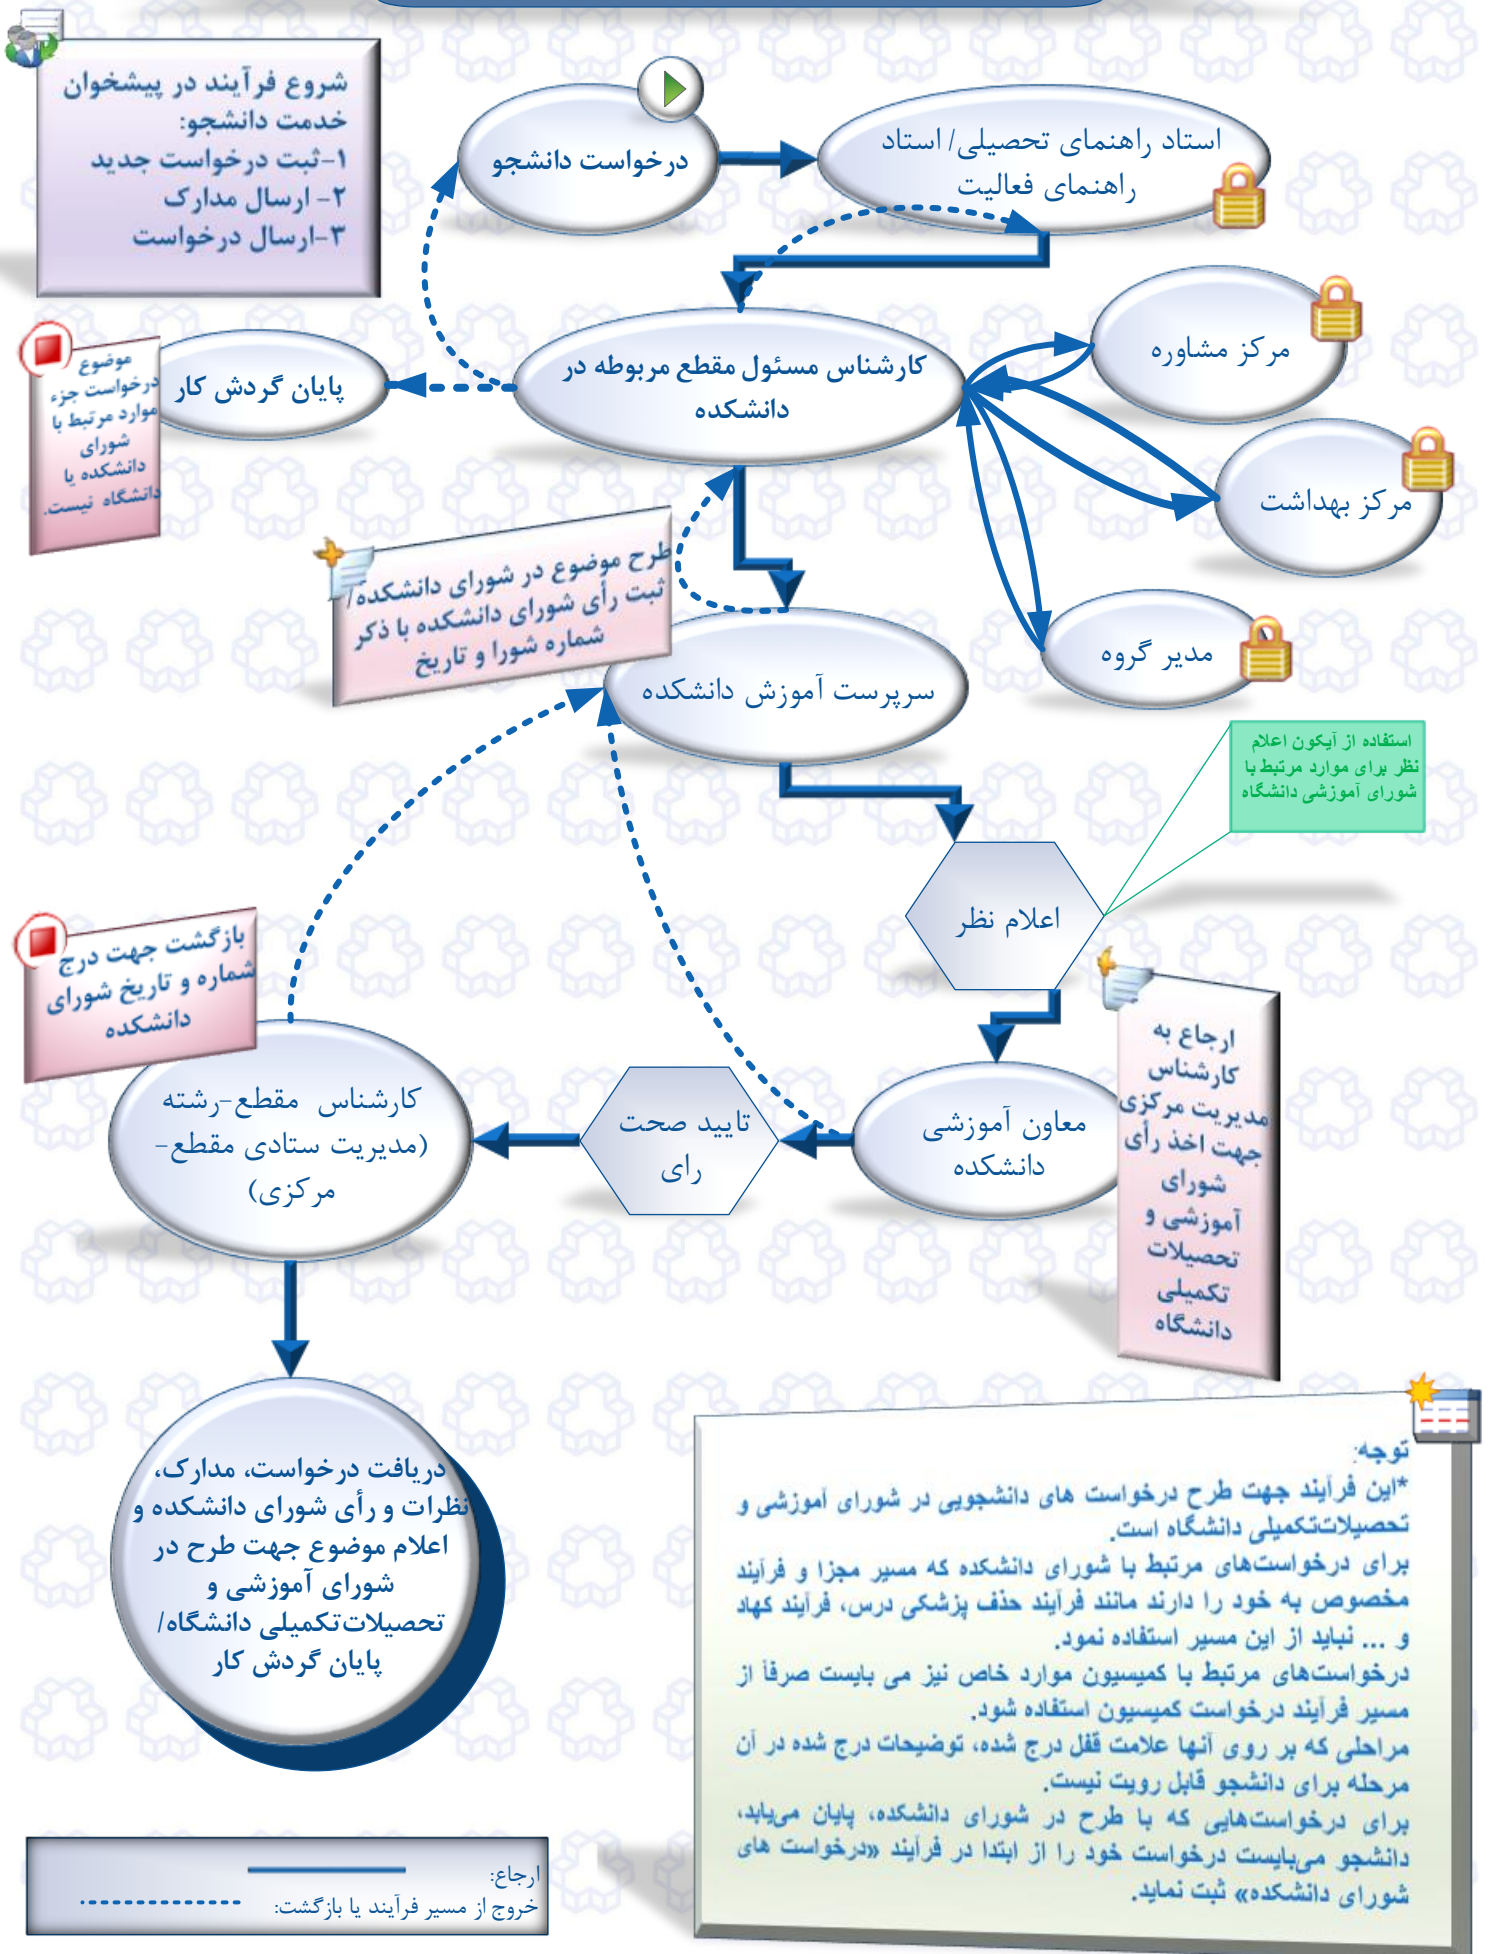 شروع فرآیند در پیشخوان
خدمت دانشجو:
۱-ثبت درخواست جدید
۲- ارسال مدارک
۳-ارسال درخواست
درخواست دانشجو
استاد راهنمای تحصیلی/ استاد
راهنمای فعالیت
مرکز مشاوره
کارشناس مسئول مقطع مربوطه در
دانشکده
پایان گردش کار
موضوع
درخواست جزء
موارد مرتبط با
شورای
دانشکده یا
دانشگاه نیست.
مرکز بهداشت
طرح موضوع در شورای دانشکده/
ثبت رأی شورای دانشکده با ذکر
شماره شورا و تاریخ
مدیر گروه
سرپرست آموزش دانشکده
استفاده از آیکون اعلام
نظر برای موارد مرتبط با
شورای آموزشی دانشگاه
اعلام نظر
بازگشت جهت درج
شماره و تاریخ شورای
دانشکده
ارجاع به
کارشناس
مدیریت مرکزی
جهت اخذ رأی
شورای
آموزشی و
تحصیلات
تکمیلی
دانشگاه
معاون آموزشی
دانشکده
تایید صحت
رای
کارشناس مقطع-رشته
(مدیریت ستادی مقطع-
مرکزی)
دریافت درخواست، مدارک،
نظرات و رأی شورای دانشکده و
اعلام موضوع جهت طرح در
شورای آموزشی و
تحصیلات‌تکمیلی دانشگاه/
پایان گردش کار
توجه:
*این فرآیند جهت طرح درخواست های دانشجویی در شورای آموزشی و
تحصیلات‌تکمیلی دانشگاه است.
برای درخواست‌های مرتبط با شورای دانشکده که مسیر مجزا و فرآیند
مخصوص به خود را دارند مانند فرآیند حذف پزشکی درس، فرآیند کهاد
و ... نباید از این مسیر استفاده نمود.
درخواست‌های مرتبط با کمیسیون موارد خاص نیز می بایست صرفاً از
مسیر فرآیند درخواست کمیسیون استفاده شود.
مراحلی که بر روی آنها علامت قفل درج شده، توضیحات درج شده در آن
مرحله برای دانشجو قابل رویت نیست.
برای درخواست‌هایی که با طرح در شورای دانشکده، پایان می‌یابد،
دانشجو می‌بایست درخواست خود را از ابتدا در فرآیند «درخواست های
شورای دانشکده» ثبت نماید.
ارجاع:
خروج از مسیر فرآیند یا بازگشت: